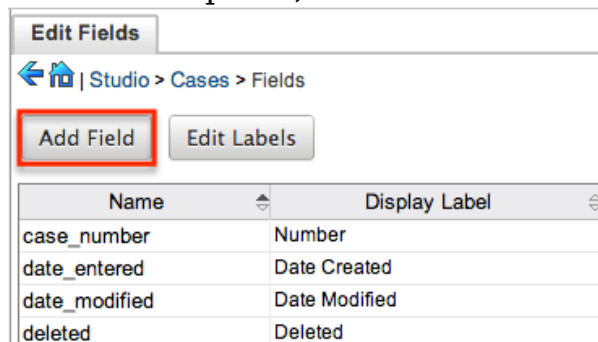 Edit Fields
| Studio > Cases > Fields
Add Field Edit Labels
Name Display Label
case_number Number
date_entered Date Created
date_modified Date Modified
deleted Deleted